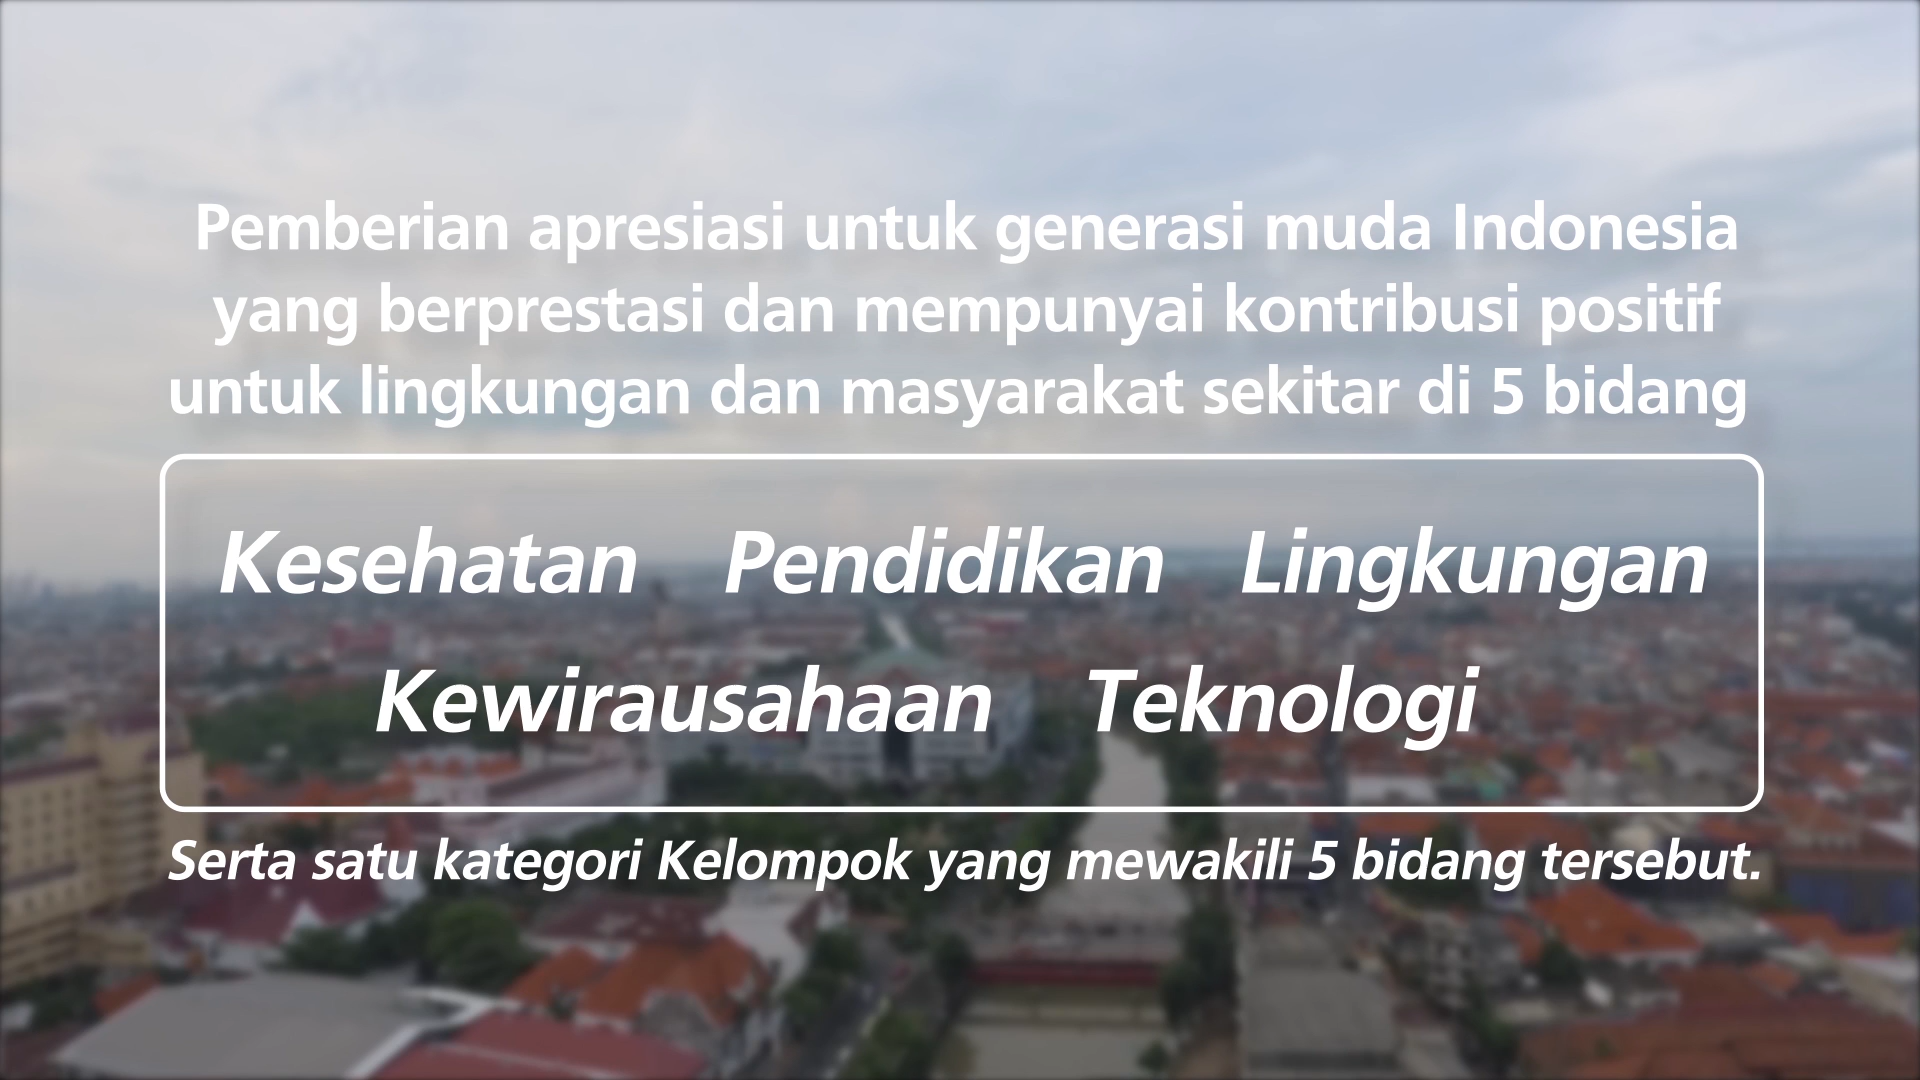 Pemberian apresiasi untuk generasi muda Indonesia
yang berprestasi dan mempunyai kontribusi positif
untuk lingkungan dan masyarakat sekitar di 5 bidang
Kesehatan Pendidikan Lingkungan
Kewirausahaan Teknologi
Serta satu kategori Kelompok yang mewakili 5 bidang tersebut.